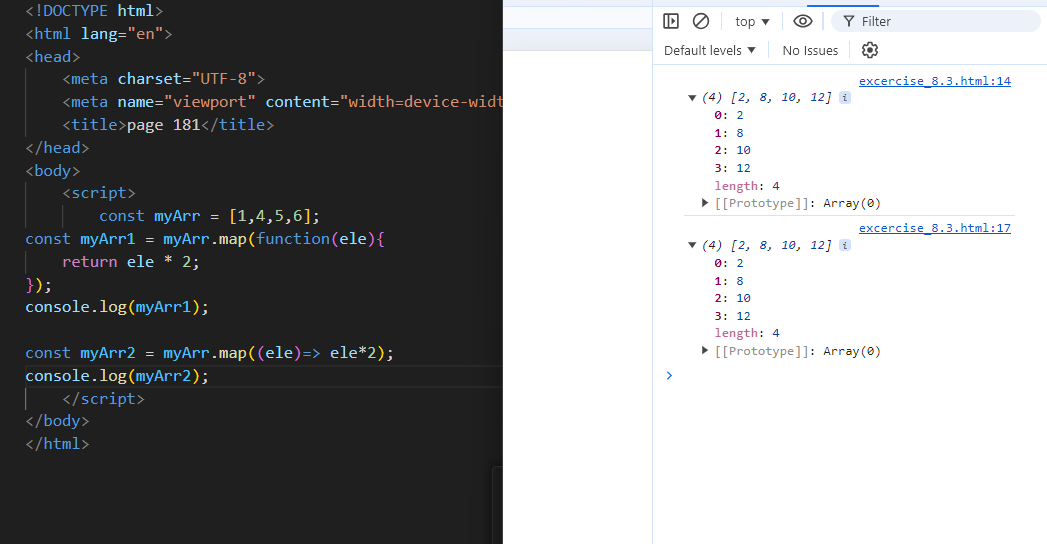 <!DOCTYPE html>
<html lang="en">
<head>
    <meta charset="UTF-8">
    <meta name="viewport" content="width=device-widt
    <title>page 181</title>
</head>
<body>
    <script>
        const myArr = [1,4,5,6];
const myArr1 = myArr.map(function(ele){
    return ele * 2;
});
console.log(myArr1);

const myArr2 = myArr.map((ele)=> ele*2);
console.log(myArr2);
    </script>
</body>
</html>
top Filter
Default levels No Issues
excercise_8.3.html:14
(4) [2, 8, 10, 12] i
0: 2
1: 8
2: 10
3: 12
length: 4
[[Prototype]]: Array(0)
excercise_8.3.html:17
(4) [2, 8, 10, 12] i
0: 2
1: 8
2: 10
3: 12
length: 4
[[Prototype]]: Array(0)